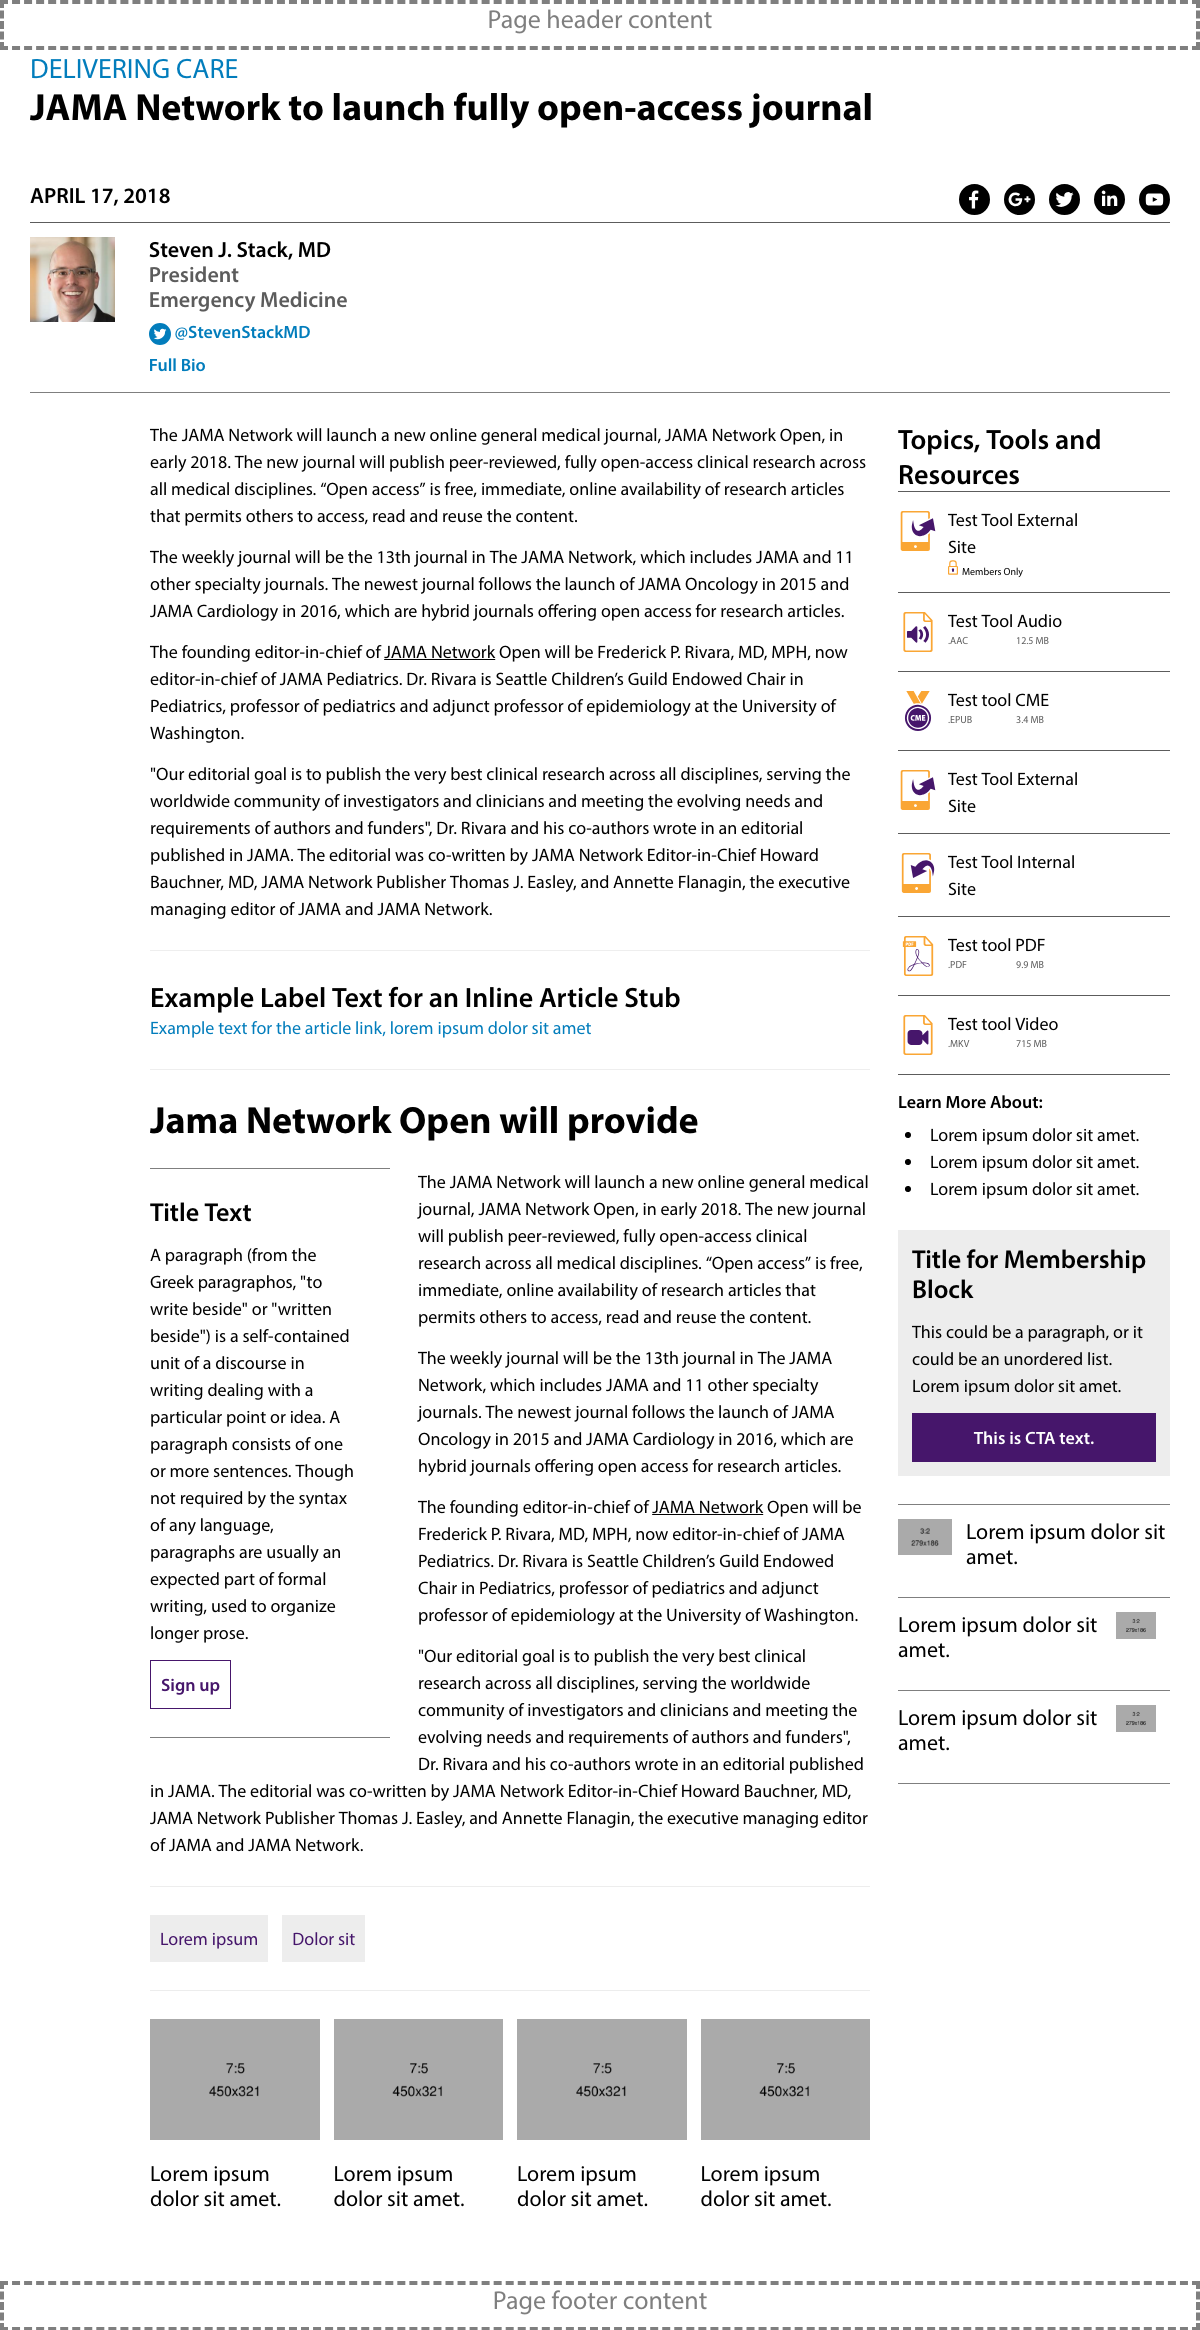 Page header content
DELIVERING CARE
JAMA Network to launch fully open-access journal
APRIL 17, 2018
Steven J. Stack, MD
President
Emergency Medicine
@StevenStackMD
Full Bio
The JAMA Network will launch a new online general medical journal, JAMA Network Open, in
early 2018. The new journal will publish peer-reviewed, fully open-access clinical research across
all medical disciplines. “Open access” is free, immediate, online availability of research articles
that permits others to access, read and reuse the content.
The weekly journal will be the 13th journal in The JAMA Network, which includes JAMA and 11
other specialty journals. The newest journal follows the launch of JAMA Oncology in 2015 and
JAMA Cardiology in 2016, which are hybrid journals offering open access for research articles.
The founding editor-in-chief of JAMA Network Open will be Frederick P. Rivara, MD, MPH, now
editor-in-chief of JAMA Pediatrics. Dr. Rivara is Seattle Children’s Guild Endowed Chair in
Pediatrics, professor of pediatrics and adjunct professor of epidemiology at the University of
Washington.
"Our editorial goal is to publish the very best clinical research across all disciplines, serving the
worldwide community of investigators and clinicians and meeting the evolving needs and
requirements of authors and funders", Dr. Rivara and his co-authors wrote in an editorial
published in JAMA. The editorial was co-written by JAMA Network Editor-in-Chief Howard
Bauchner, MD, JAMA Network Publisher Thomas J. Easley, and Annette Flanagin, the executive
managing editor of JAMA and JAMA Network.
Example Label Text for an Inline Article Stub
Example text for the article link, lorem ipsum dolor sit amet
Jama Network Open will provide
Title Text
A paragraph (from the
Greek paragraphos, "to
write beside" or "written
beside") is a self-contained
unit of a discourse in
writing dealing with a
particular point or idea. A
paragraph consists of one
or more sentences. Though
not required by the syntax
of any language,
paragraphs are usually an
expected part of formal
writing, used to organize
longer prose.
Sign up
The JAMA Network will launch a new online general medical
journal, JAMA Network Open, in early 2018. The new journal
will publish peer-reviewed, fully open-access clinical
research across all medical disciplines. “Open access” is free,
immediate, online availability of research articles that
permits others to access, read and reuse the content.
The weekly journal will be the 13th journal in The JAMA
Network, which includes JAMA and 11 other specialty
journals. The newest journal follows the launch of JAMA
Oncology in 2015 and JAMA Cardiology in 2016, which are
hybrid journals offering open access for research articles.
The founding editor-in-chief of JAMA Network Open will be
Frederick P. Rivara, MD, MPH, now editor-in-chief of JAMA
Pediatrics. Dr. Rivara is Seattle Children’s Guild Endowed
Chair in Pediatrics, professor of pediatrics and adjunct
professor of epidemiology at the University of Washington.
"Our editorial goal is to publish the very best clinical
research across all disciplines, serving the worldwide
community of investigators and clinicians and meeting the
evolving needs and requirements of authors and funders",
Dr. Rivara and his co-authors wrote in an editorial published
in JAMA. The editorial was co-written by JAMA Network Editor-in-Chief Howard Bauchner, MD,
JAMA Network Publisher Thomas J. Easley, and Annette Flanagin, the executive managing editor
of JAMA and JAMA Network.
Lorem ipsum
Dolor sit
7:5
450x321
Lorem ipsum
dolor sit amet.
7:5
450x321
Lorem ipsum
dolor sit amet.
7:5
450x321
Lorem ipsum
dolor sit amet.
7:5
450x321
Lorem ipsum
dolor sit amet.
Topics, Tools and
Resources
Test Tool External
Site
Members Only
Test Tool Audio
.AAC 12.5 MB
CME
Test tool CME
.EPUB 3.4 MB
Test Tool External
Site
Test Tool Internal
Site
PDF
Test tool PDF
.PDF 9.9 MB
Test tool Video
.MKV 715 MB
Learn More About:
• Lorem ipsum dolor sit amet.
• Lorem ipsum dolor sit amet.
• Lorem ipsum dolor sit amet.
Title for Membership
Block
This could be a paragraph, or it
could be an unordered list.
Lorem ipsum dolor sit amet.
This is CTA text.
3:2
279x186
Lorem ipsum dolor sit
amet.
Lorem ipsum dolor sit
amet.
3:2
279x186
Lorem ipsum dolor sit
amet.
3:2
279x186
Page footer content